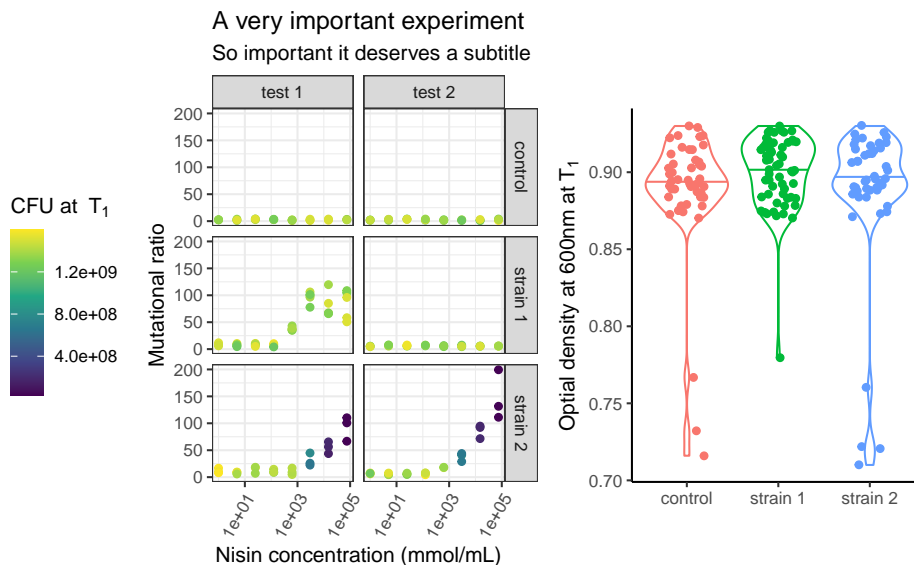 A very important experiment
So important it deserves a subtitle
CFU at T1
1.2e+09
8.0e+08
4.0e+08
Mutational ratio
test 1
test 2
200
150
100
50
0
control
200
150
100
50
0
strain 1
200
150
100
50
0
strain 2
1e+01
1e+03
1e+05
1e+01
1e+03
1e+05
Nisin concentration (mmol/mL)
Optial density at 600nm at T1
0.90
0.85
0.80
0.75
0.70
control
strain 1
strain 2